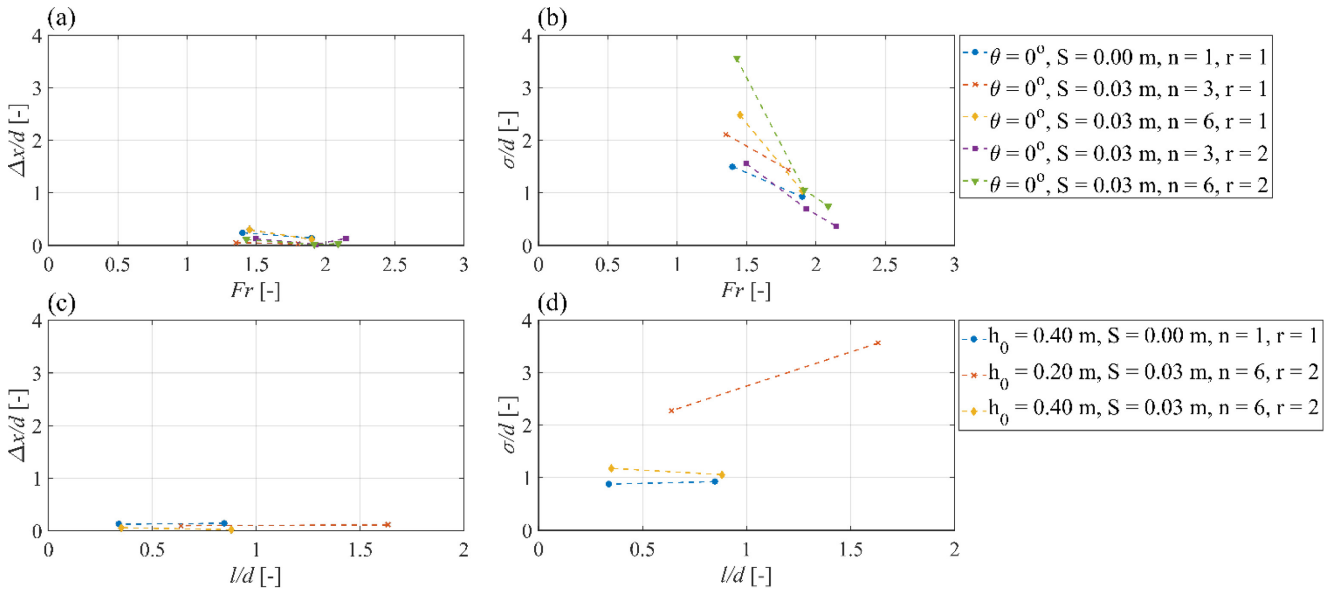 (a)
4
3
2
1
0
Δx/d [-]
0 0.5 1 1.5 2 2.5 3
Fr [-]
(b)
4
3
2
1
0
σ/d [-]
0 0.5 1 1.5 2 2.5 3
Fr [-]
θ = 0°, S = 0.00 m, n = 1, r = 1
θ = 0°, S = 0.03 m, n = 3, r = 1
θ = 0°, S = 0.03 m, n = 6, r = 1
θ = 0°, S = 0.03 m, n = 3, r = 2
θ = 0°, S = 0.03 m, n = 6, r = 2
(c)
4
3
2
1
0
Δx/d [-]
0 0.5 1 1.5 2
l/d [-]
(d)
4
3
2
1
0
σ/d [-]
0 0.5 1 1.5 2
l/d [-]
h₀ = 0.40 m, S = 0.00 m, n = 1, r = 1
h₀ = 0.20 m, S = 0.03 m, n = 6, r = 2
h₀ = 0.40 m, S = 0.03 m, n = 6, r = 2